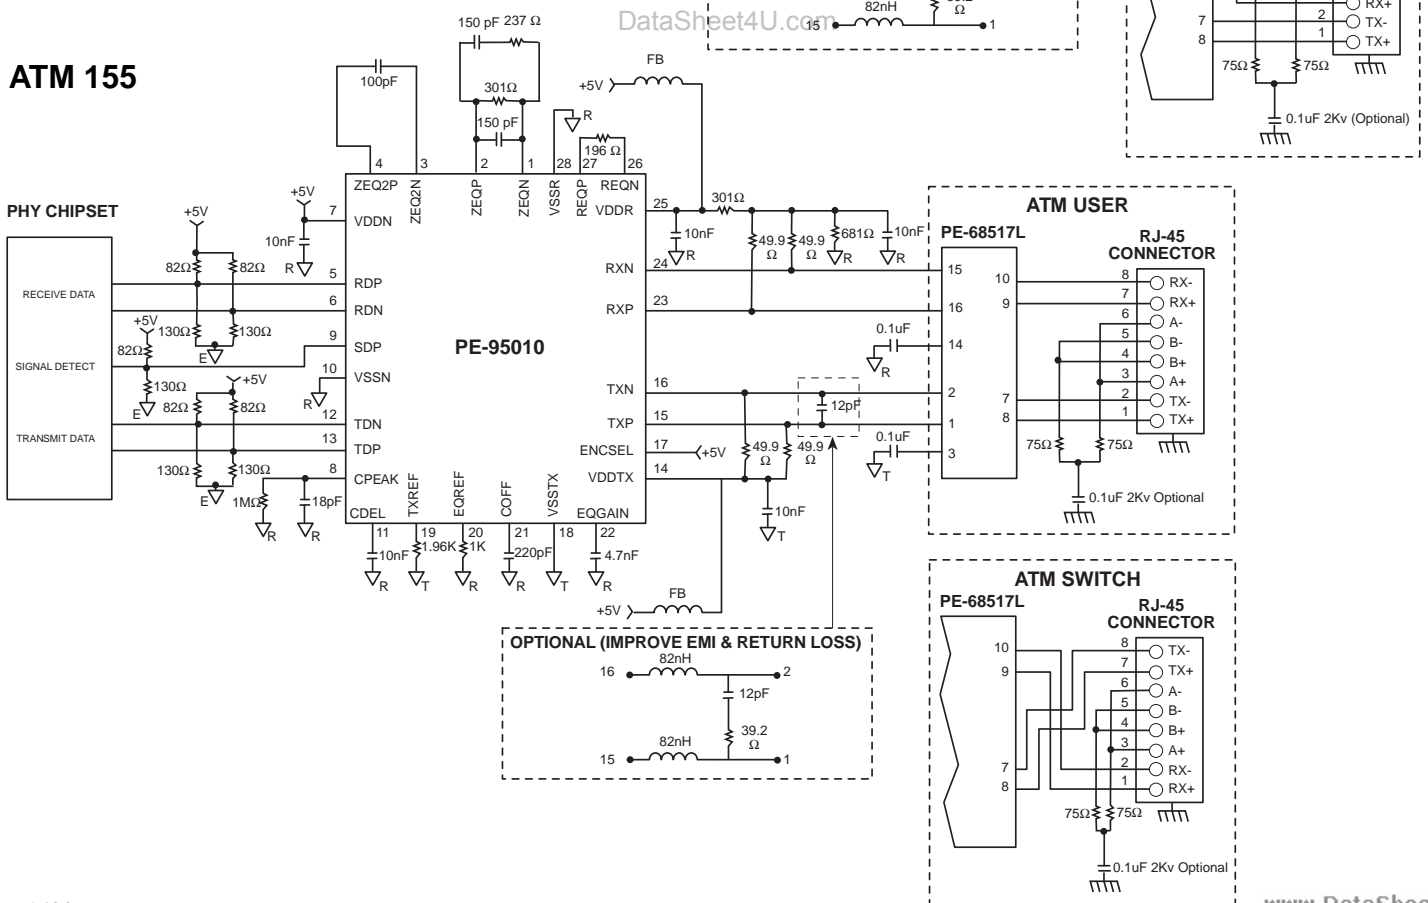 DataSheet4U.com
82nH
Ω
15
1
RX+
7
2
TX-
8
1
TX+
75Ω
75Ω
0.1uF 2Kv (Optional)
ATM 155
150 pF 237 Ω
100pF
301Ω
150 pF
+5V
FB
R
196 Ω
4
3
2
1
28
27
26
ZEQ2P
ZEQ2N
ZEQP
ZEQN
VSSR
REQP
REQN
PHY CHIPSET
RECEIVE DATA
SIGNAL DETECT
TRANSMIT DATA
+5V
82Ω
82Ω
130Ω
130Ω
E
+5V
82Ω
130Ω
E
+5V
82Ω
82Ω
130Ω
130Ω
E
+5V
10nF
R
R
1MΩ
R
18pF
R
7
VDDN
5
RDP
6
RDN
9
SDP
10
VSSN
12
TDN
13
TDP
8
CPEAK
PE-95010
25
VDDR
24
RXN
23
RXP
16
TXN
15
TXP
17
ENCSEL
+5V
14
VDDTX
CDEL
TXREF
EQREF
COFF
VSSTX
EQGAIN
11
19
20
21
18
22
10nF
1.96K
1K
220pF
4.7nF
R
T
R
R
T
R
301Ω
10nF
R
49.9
Ω
49.9
Ω
681Ω
R
10nF
R
0.1uF
R
12pF
0.1uF
T
49.9
Ω
49.9
Ω
10nF
T
+5V
FB
OPTIONAL (IMPROVE EMI & RETURN LOSS)
82nH
16
2
12pF
39.2
Ω
82nH
15
1
ATM USER
PE-68517L
RJ-45
CONNECTOR
15
16
14
2
1
3
10
9
7
8
8
RX-
7
RX+
6
A-
5
B-
4
B+
3
A+
2
TX-
1
TX+
75Ω
75Ω
0.1uF 2Kv Optional
ATM SWITCH
PE-68517L
RJ-45
CONNECTOR
10
9
7
8
8
TX-
7
TX+
6
A-
5
B-
4
B+
3
A+
2
RX-
1
RX+
75Ω
75Ω
0.1uF 2Kv Optional